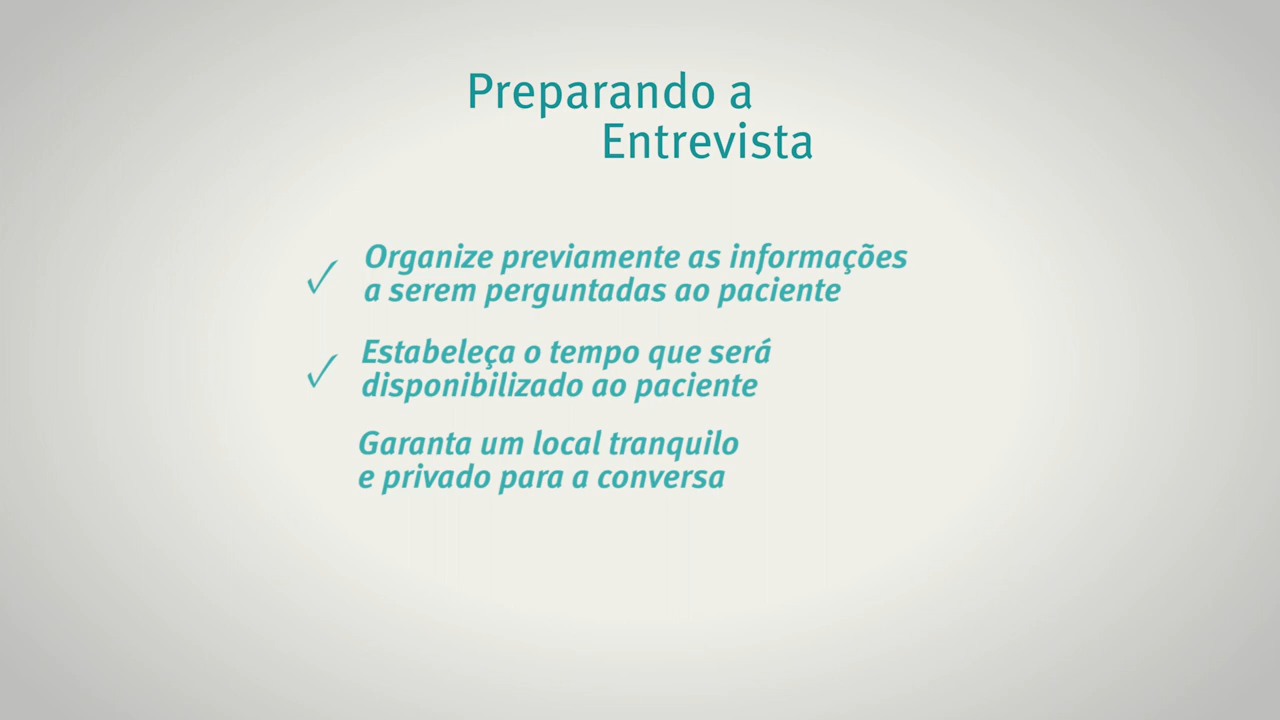 Preparando a
Entrevista
✓ Organize previamente as informações
a serem perguntadas ao paciente
✓ Estabeleça o tempo que será
disponibilizado ao paciente
Garanta um local tranquilo
e privado para a conversa